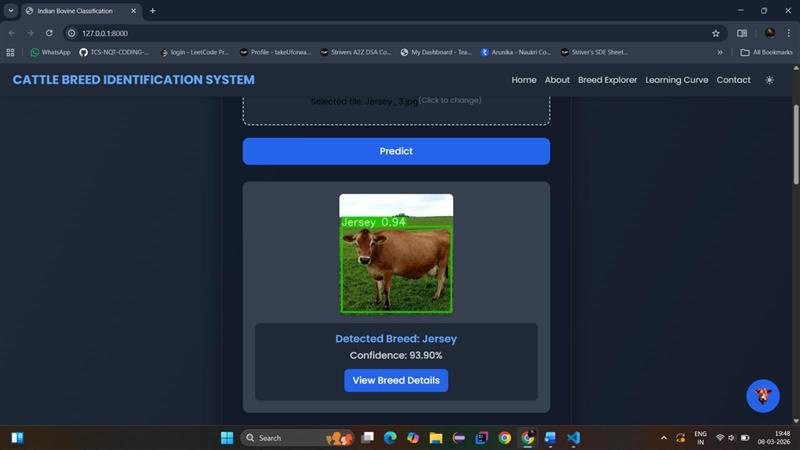 Indian Bovine Classification
127.0.0.1:8000
WhatsApp
TCS-NQT-CODING-...
login - LeetCode Pr...
Profile - takeUforwa...
Strivers A2Z DSA Co...
My Dashboard - Tea...
Arunika - Naukri Co...
Striver's SDE Sheet...
All Bookmarks
CATTLE BREED IDENTIFICATION SYSTEM
Home About Breed Explorer Learning Curve Contact
Selected file: Jersey_3.jpg (Click to change)
Predict
Jersey 0.94
Detected Breed: Jersey
Confidence: 93.90%
View Breed Details
Search
ENG
IN
19:48
08-03-2026